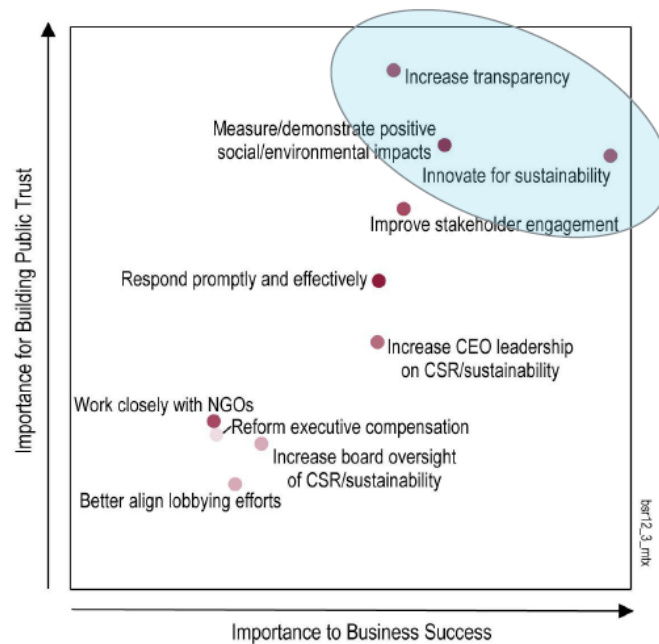 Increase transparency
Measure/demonstrate positive
social/environmental impacts
Innovate for sustainability
Improve stakeholder engagement
Respond promptly and effectively
Increase CEO leadership
on CSR/sustainability
Work closely with NGOs
Reform executive compensation
Increase board oversight
of CSR/sustainability
Better align lobbying efforts
Importance for Building Public Trust
Importance to Business Success
bsr12_3_mtx